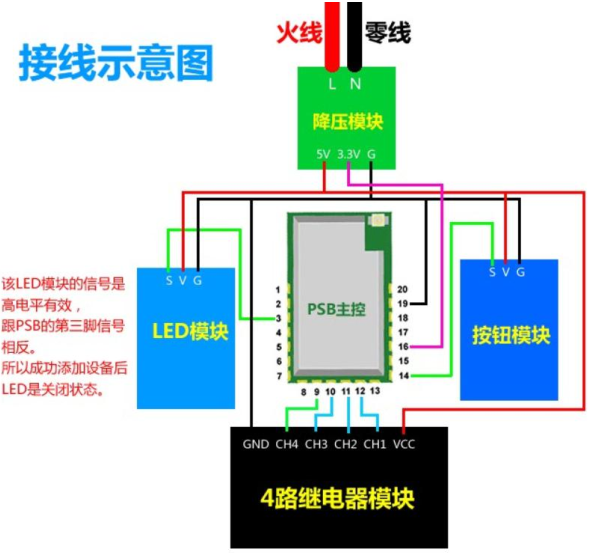 接线示意图
火线 零线
L N
降压模块
5V 3.3V G
S V G
LED模块
该LED模块的信号是
高电平有效，
跟PSB的第三脚信号
相反。
所以成功添加设备后
LED是关闭状态。
PSB主控
1
2
3
4
5
6
7
8
9
10
11
12
13
20
19
18
17
16
15
14
S V G
按钮模块
GND CH4 CH3 CH2 CH1 VCC
4路继电器模块